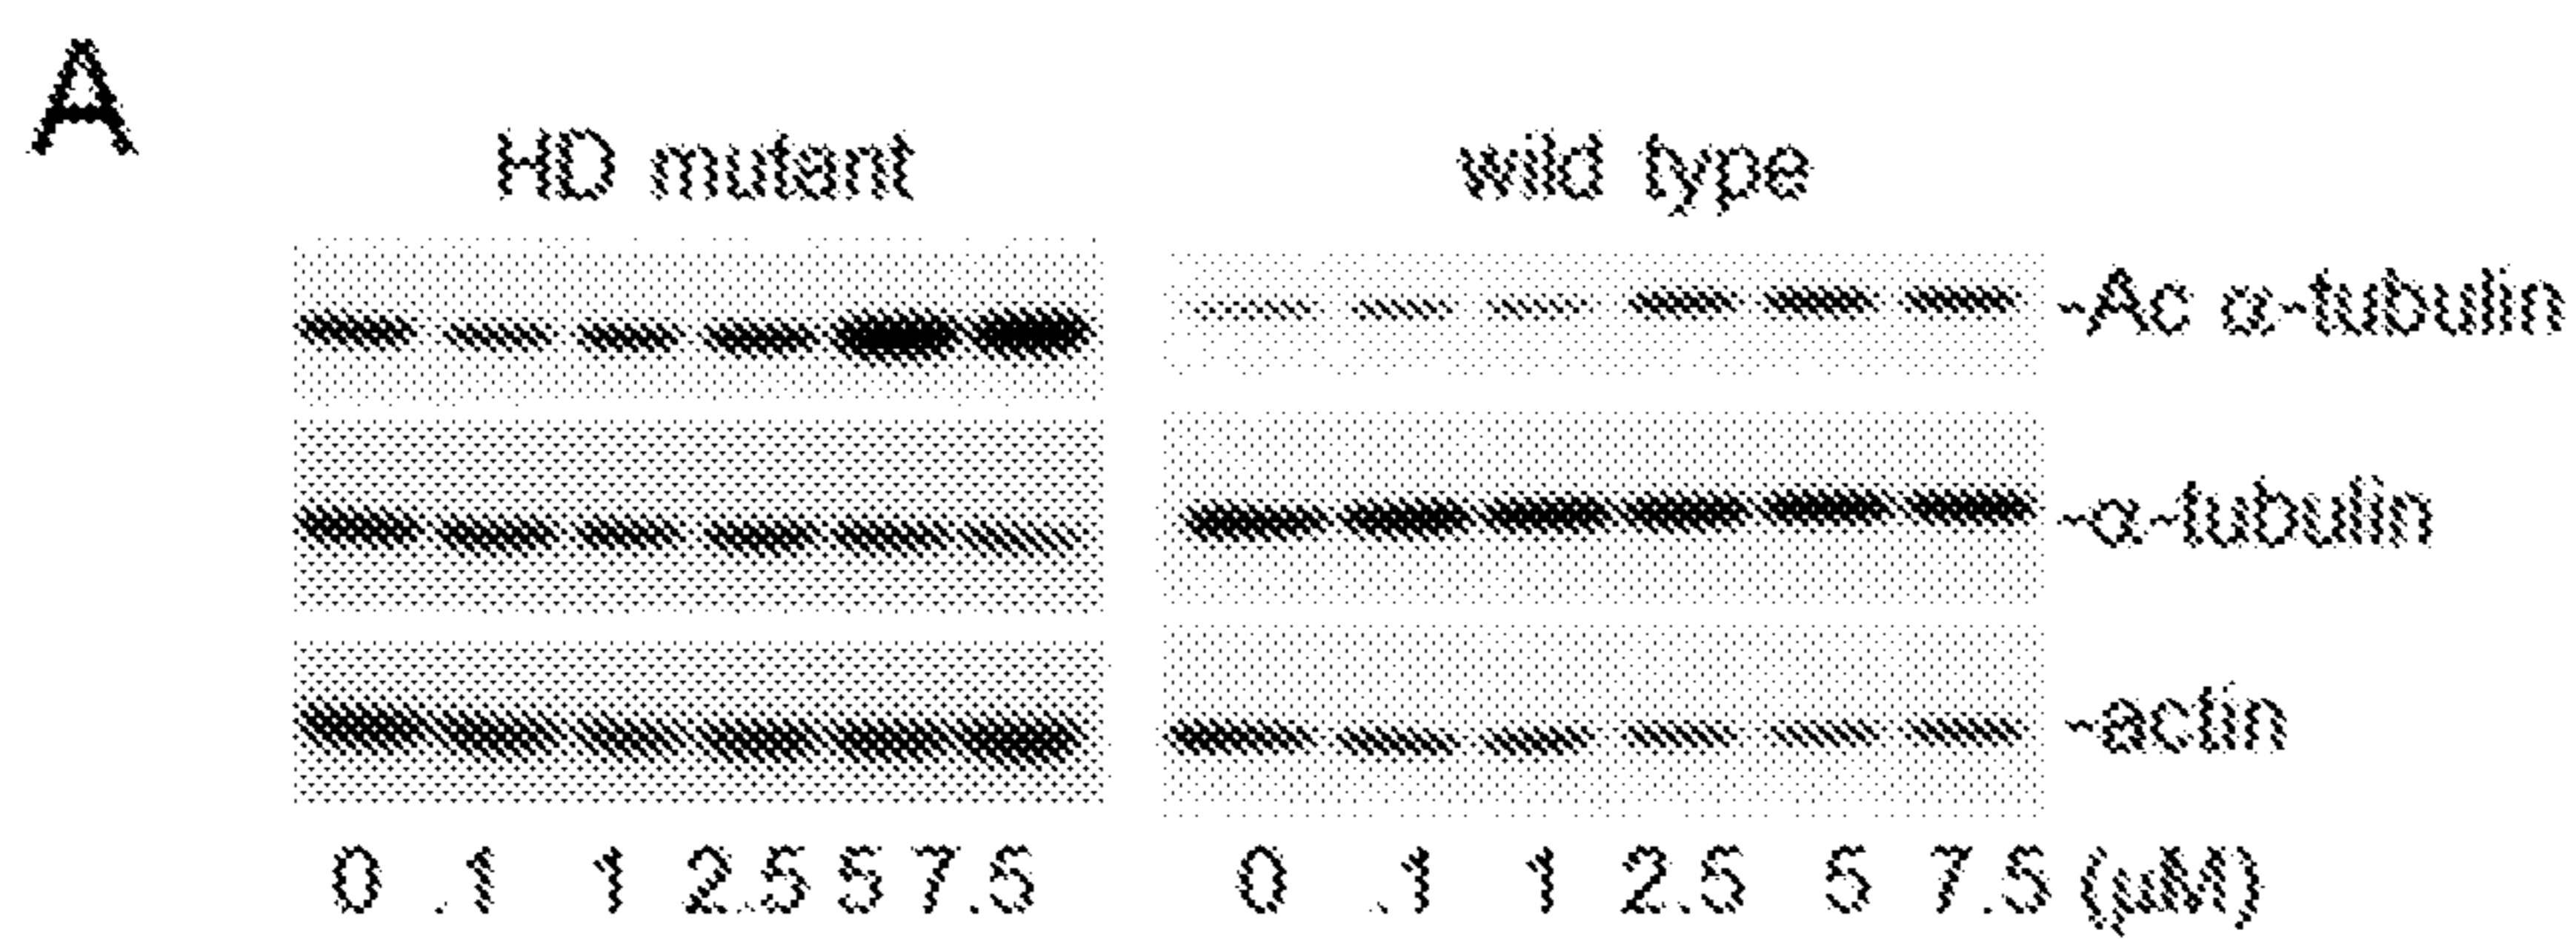 A
HD mutant wild type
-Ac α-tubulin
-α-tubulin
-actin
0 .1 1 2.5 5 7.5 0 .1 1 2.5 5 7.5 (μM)